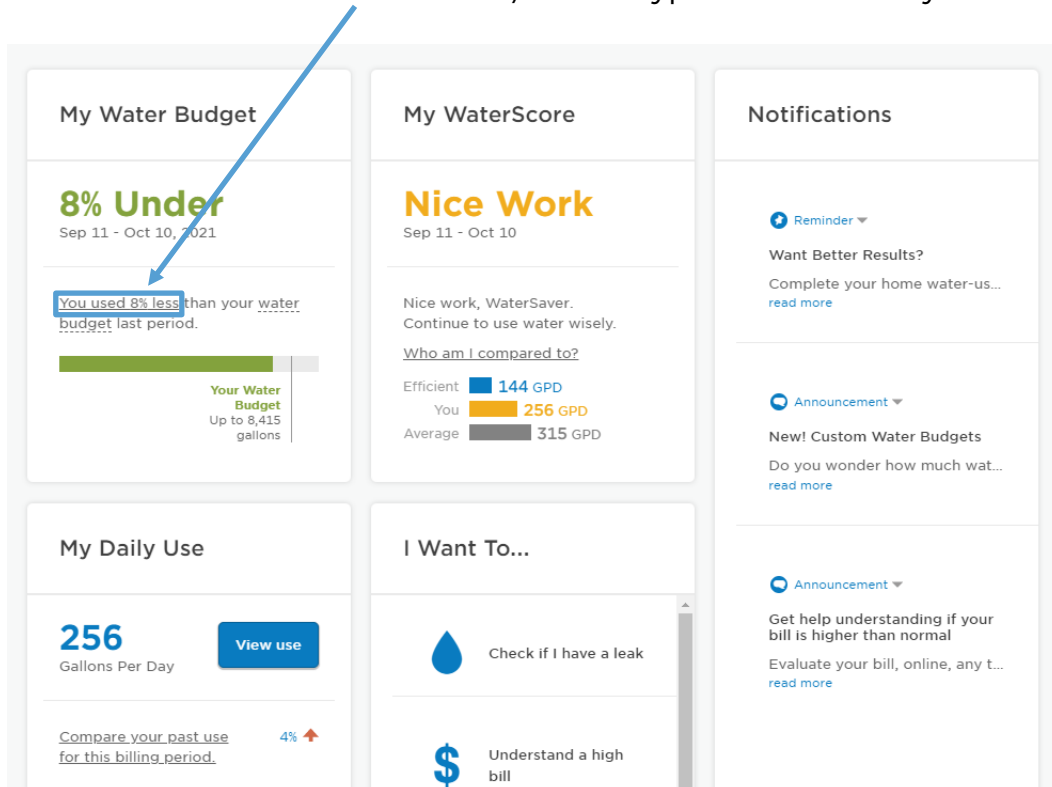 My Water Budget
8% Under
Sep 11 - Oct 10, 2021
You used 8% less than your water
budget last period.
Your Water
Budget
Up to 8,415
gallons
My WaterScore
Nice Work
Sep 11 - Oct 10
Nice work, WaterSaver.
Continue to use water wisely.
Who am I compared to?
Efficient 144 GPD
You 256 GPD
Average 315 GPD
Notifications
Reminder
Want Better Results?
Complete your home water-us...
read more
Announcement
New! Custom Water Budgets
Do you wonder how much wat...
read more
Announcement
Get help understanding if your
bill is higher than normal
Evaluate your bill, online, any t...
read more
My Daily Use
256
Gallons Per Day
View use
Compare your past use 4%
for this billing period.
I Want To...
Check if I have a leak
$
Understand a high
bill